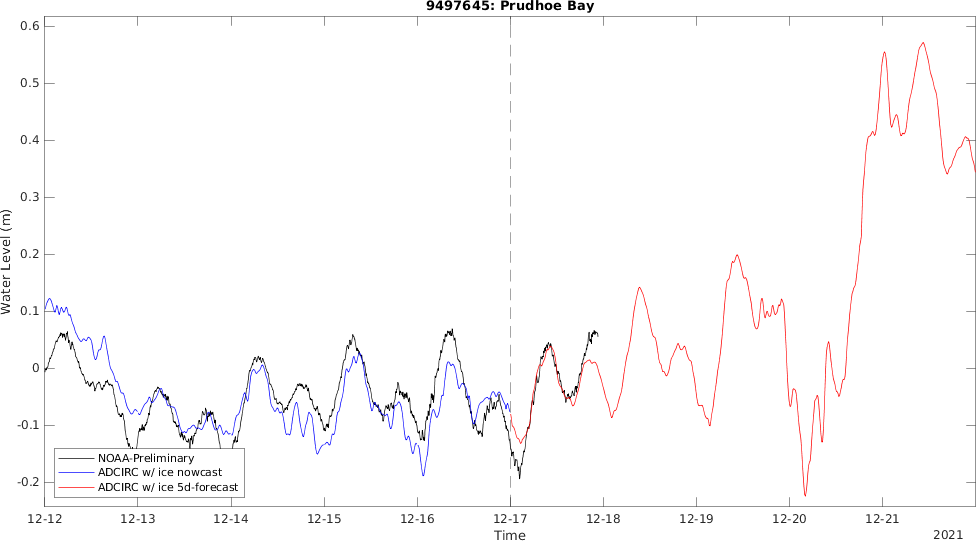 9497645: Prudhoe Bay
0.6
0.5
0.4
0.3
0.2
0.1
0
-0.1
-0.2
Water Level (m)
NOAA-Preliminary
ADCIRC w/ ice nowcast
ADCIRC w/ ice 5d-forecast
12-12 12-13 12-14 12-15 12-16 12-17 12-18 12-19 12-20 12-21
Time
2021